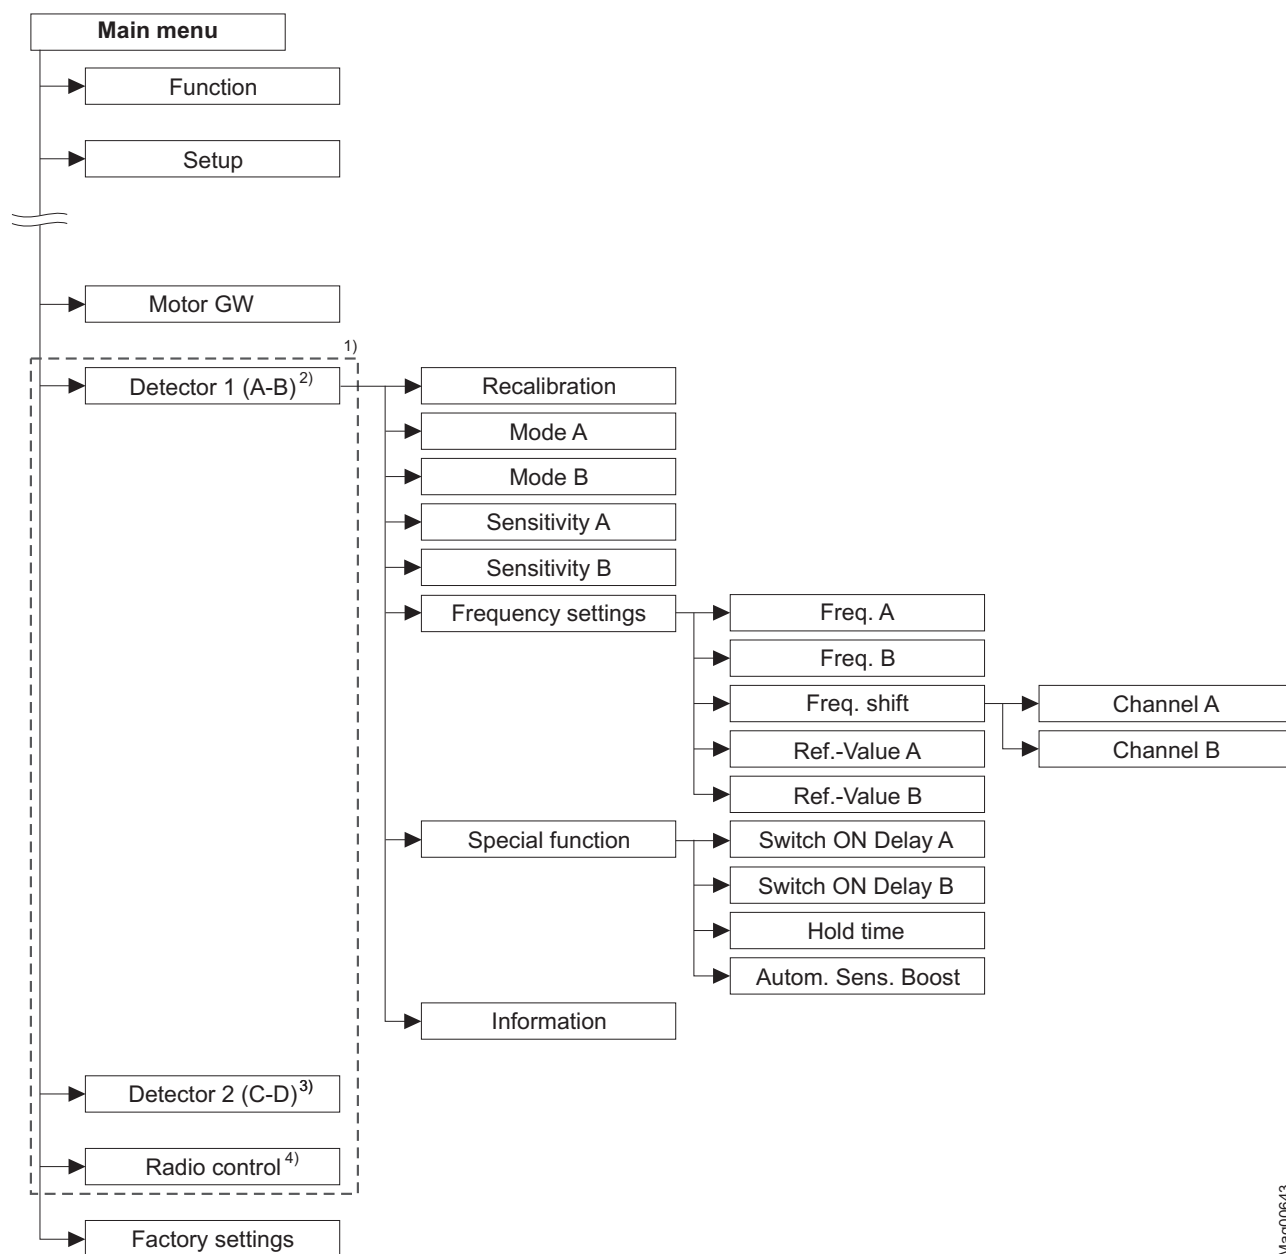 Main menu
Function
Setup
Motor GW
1)
Detector 1 (A-B)2)
Recalibration
Mode A
Mode B
Sensitivity A
Sensitivity B
Frequency settings
Freq. A
Freq. B
Freq. shift
Channel A
Channel B
Ref.-Value A
Ref.-Value B
Special function
Switch ON Delay A
Switch ON Delay B
Hold time
Autom. Sens. Boost
Information
Detector 2 (C-D)3)
Radio control4)
Factory settings
Mag00643